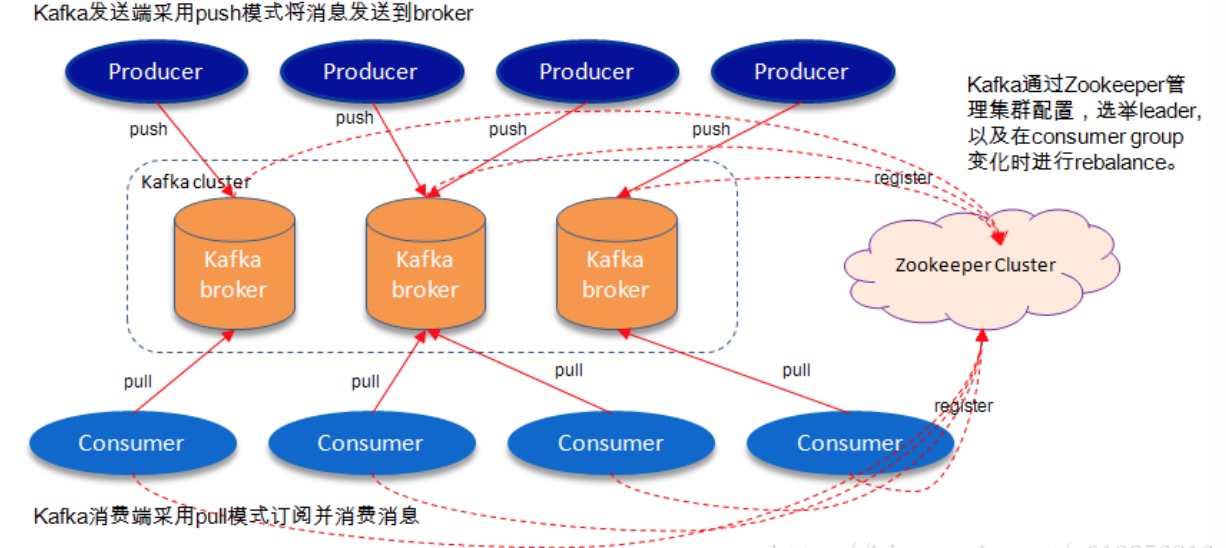 Kafka发送端采用push模式将消息发送到broker
Producer
Producer
Producer
Producer
Kafka通过Zookeeper管
理集群配置，选举leader,
以及在consumer group
变化时进行rebalance。
push
push
push
push
Kafka cluster
register
Kafka
broker
Kafka
broker
Kafka
broker
Zookeeper Cluster
pull
pull
pull
pull
register
Consumer
Consumer
Consumer
Consumer
Kafka消费端采用pull模式订阅并消费消息